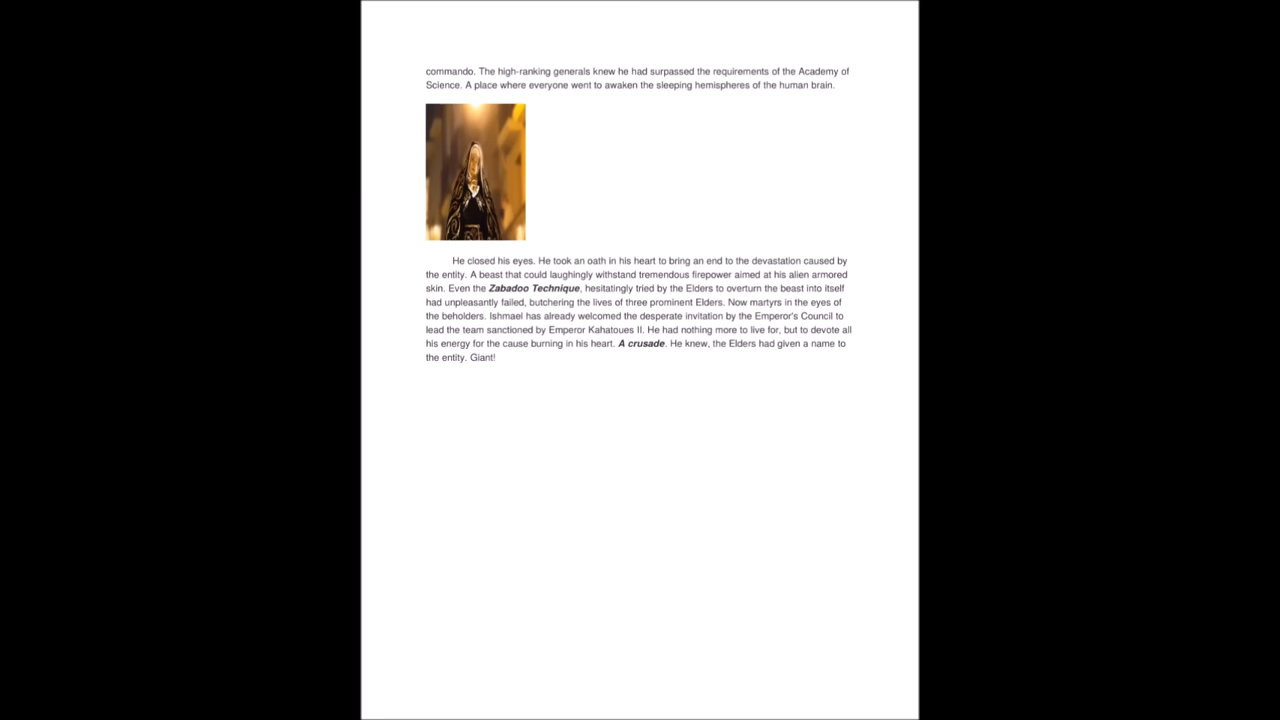 commando. The high-ranking generals knew he had surpassed the requirements of the Academy of
Science. A place where everyone went to awaken the sleeping hemispheres of the human brain.
He closed his eyes. He took an oath in his heart to bring an end to the devastation caused by
the entity. A beast that could laughingly withstand tremendous firepower aimed at his alien armored
skin. Even the Zabadoo Technique, hesitatingly tried by the Elders to overturn the beast into itself
had unpleasantly failed, butchering the lives of three prominent Elders. Now martyrs in the eyes of
the beholders. Ishmael has already welcomed the desperate invitation by the Emperor's Council to
lead the team sanctioned by Emperor Kahatoues II. He had nothing more to live for, but to devote all
his energy for the cause burning in his heart. A crusade. He knew, the Elders had given a name to
the entity. Giant!